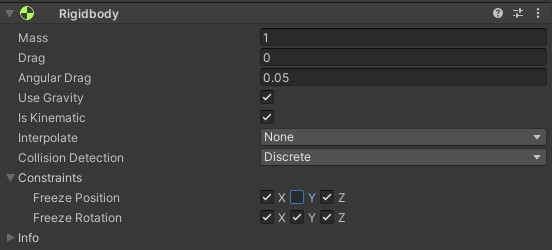 Rigidbody
Mass 1
Drag 0
Angular Drag 0.05
Use Gravity
Is Kinematic
Interpolate None
Collision Detection Discrete
Constraints
Freeze Position X Y Z
Freeze Rotation X Y Z
Info